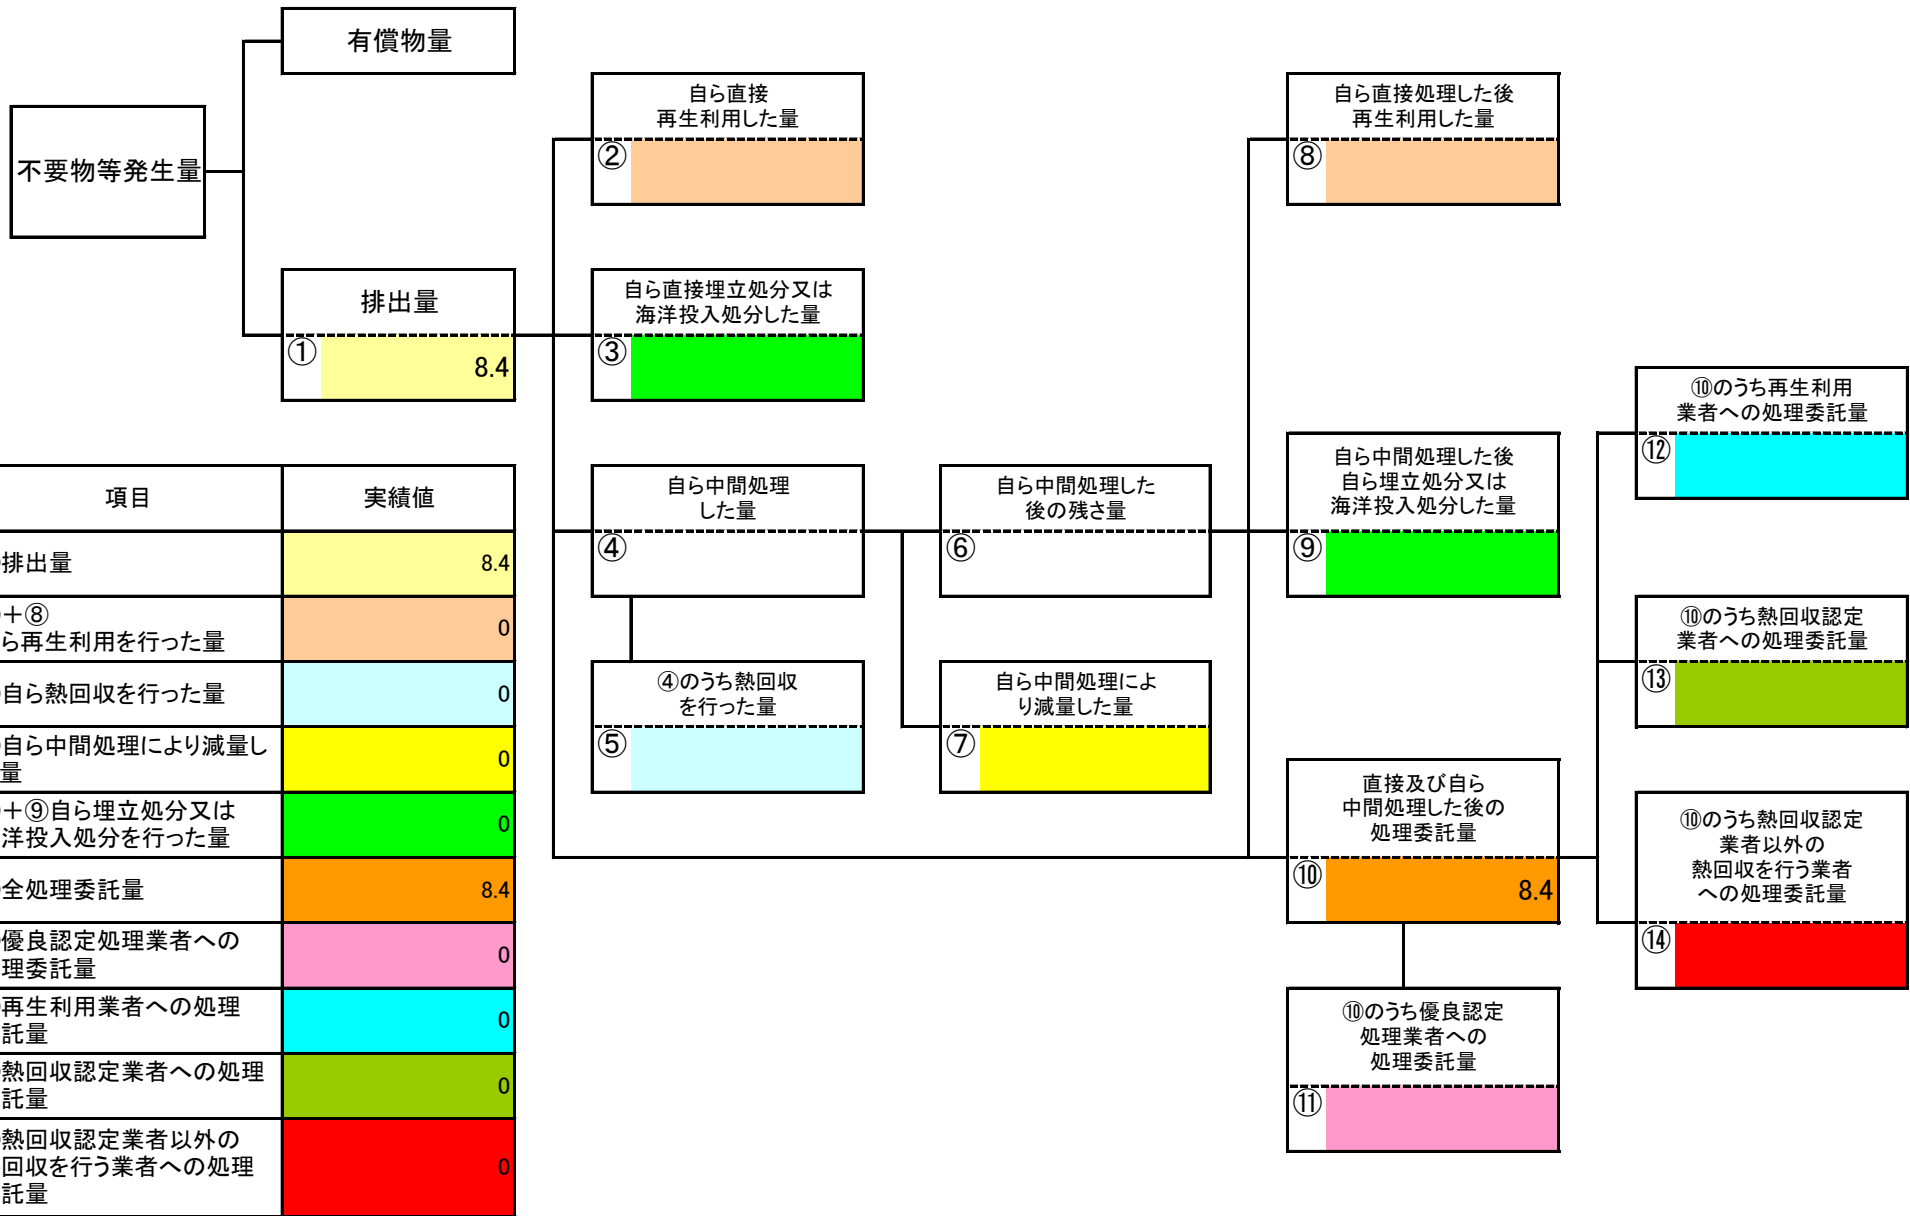 有償物量
不要物等発生量
排出量
①
8.4
自ら直接
再生利用した量
②
自ら直接埋立処分又は
海洋投入処分した量
③
自ら中間処理
した量
④
④のうち熱回収
を行った量
⑤
自ら中間処理した
後の残さ量
⑥
自ら中間処理によ
り減量した量
⑦
自ら直接処理した後
再生利用した量
⑧
自ら中間処理した後
自ら埋立処分又は
海洋投入処分した量
⑨
直接及び自ら
中間処理した後の
処理委託量
⑩
8.4
⑩のうち優良認定
処理業者への
処理委託量
⑪
⑩のうち再生利用
業者への処理委託量
⑫
⑩のうち熱回収認定
業者への処理委託量
⑬
⑩のうち熱回収認定
業者以外の
熱回収を行う業者
への処理委託量
⑭
項目 実績値
排出量 8.4
+⑧
ら再生利用を行った量 0
自ら熱回収を行った量 0
自ら中間処理により減量し
量 0
+⑨自ら埋立処分又は
洋投入処分を行った量 0
全処理委託量 8.4
優良認定処理業者への
理委託量 0
再生利用業者への処理
託量 0
熱回収認定業者への処理
託量 0
熱回収認定業者以外の
回収を行う業者への処理
託量 0